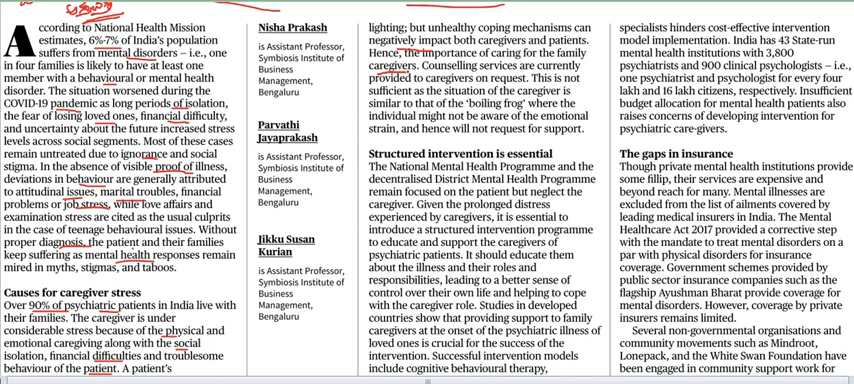 According to National Health Mission
estimates, 6%-7% of India's population
suffers from mental disorders — i.e., one
in four families is likely to have at least one
member with a behavioural or mental health
disorder. The situation worsened during the
COVID-19 pandemic as long periods of isolation,
the fear of losing loved ones, financial difficulty,
and uncertainty about the future increased stress
levels across social segments. Most of these cases
remain untreated due to ignorance and social
stigma. In the absence of visible proof of illness,
deviations in behaviour are generally attributed
to attitudinal issues, marital troubles, financial
problems or job stress, while love affairs and
examination stress are cited as the usual culprits
in the case of teenage behavioural issues. Without
proper diagnosis, the patient and their families
keep suffering as mental health responses remain
mired in myths, stigmas, and taboos.
Causes for caregiver stress
Over 90% of psychiatric patients in India live with
their families. The caregiver is under
considerable stress because of the physical and
emotional caregiving along with the social
isolation, financial difficulties and troublesome
behaviour of the patient. A patient's
Nisha Prakash
is Assistant Professor,
Symbiosis Institute of
Business
Management,
Bengaluru
Parvathi
Jayaprakash
is Assistant Professor,
Symbiosis Institute of
Business
Management,
Bengaluru
Jikku Susan
Kurian
is Assistant Professor,
Symbiosis Institute of
Business
Management,
Bengaluru
lighting; but unhealthy coping mechanisms can
negatively impact both caregivers and patients.
Hence, the importance of caring for the family
caregivers. Counselling services are currently
provided to caregivers on request. This is not
sufficient as the situation of the caregiver is
similar to that of the 'boiling frog' where the
individual might not be aware of the emotional
strain, and hence will not request for support.
Structured intervention is essential
The National Mental Health Programme and the
decentralised District Mental Health Programme
remain focused on the patient but neglect the
caregiver. Given the prolonged distress
experienced by caregivers, it is essential to
introduce a structured intervention programme
to educate and support the caregivers of
psychiatric patients. It should educate them
about the illness and their roles and
responsibilities, leading to a better sense of
control over their own life and helping to cope
with the caregiver role. Studies in developed
countries show that providing support to family
caregivers at the onset of the psychiatric illness of
loved ones is crucial for the success of the
intervention. Successful intervention models
include cognitive behavioural therapy,
specialists hinders cost-effective intervention
model implementation. India has 43 State-run
mental health institutions with 3,800
psychiatrists and 900 clinical psychologists — i.e.,
one psychiatrist and psychologist for every four
lakh and 16 lakh citizens, respectively. Insufficient
budget allocation for mental health patients also
raises concerns of developing intervention for
psychiatric care-givers.
The gaps in insurance
Though private mental health institutions provide
some fillip, their services are expensive and
beyond reach for many. Mental illnesses are
excluded from the list of ailments covered by
leading medical insurers in India. The Mental
Healthcare Act 2017 provided a corrective step
with the mandate to treat mental disorders on a
par with physical disorders for insurance
coverage. Government schemes provided by
public sector insurance companies such as the
flagship Ayushman Bharat provide coverage for
mental disorders. However, coverage by private
insurers remains limited.
Several non-governmental organisations and
community movements such as Mindroot,
Lonepack, and the White Swan Foundation have
been engaged in community support work for